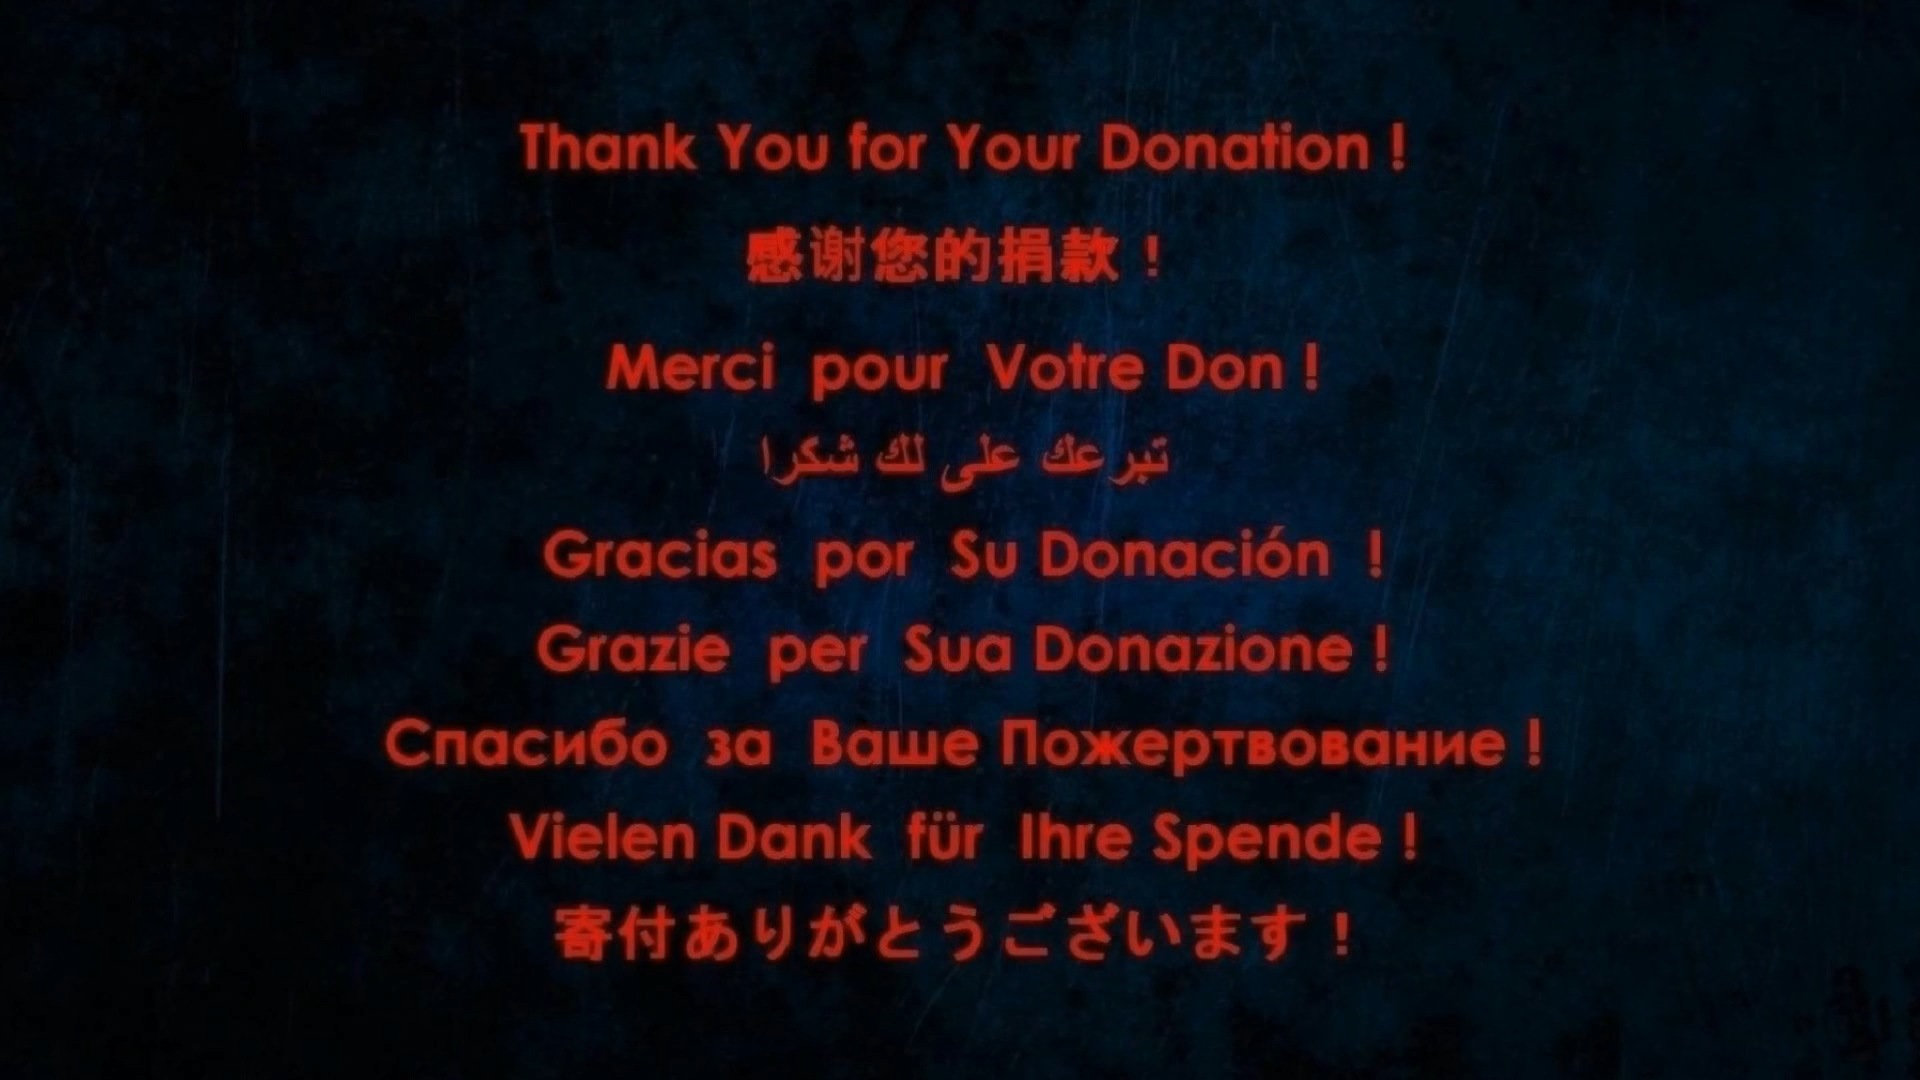 Thank You for Your Donation !
感谢您的捐款 !
Merci pour Votre Don !
تبرعك على لك شكرا
Gracias por Su Donación !
Grazie per Sua Donazione !
Спасибо за Ваше Пожертвование !
Vielen Dank für Ihre Spende !
寄付ありがとうございます !